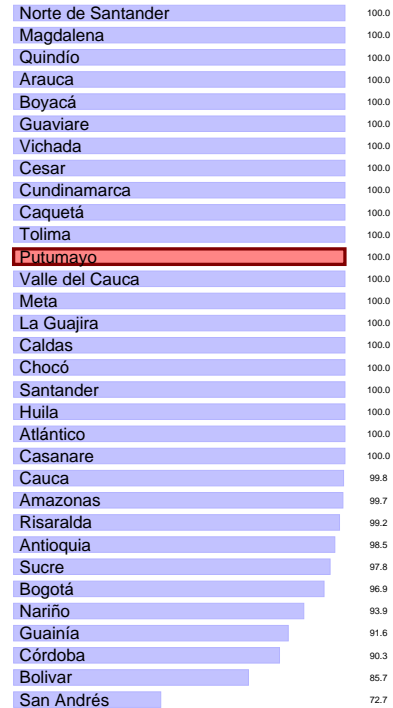 Norte de Santander 100.0
Magdalena 100.0
Quindío 100.0
Arauca 100.0
Boyacá 100.0
Guaviare 100.0
Vichada 100.0
Cesar 100.0
Cundinamarca 100.0
Caquetá 100.0
Tolima 100.0
Putumayo 100.0
Valle del Cauca 100.0
Meta 100.0
La Guajira 100.0
Caldas 100.0
Chocó 100.0
Santander 100.0
Huila 100.0
Atlántico 100.0
Casanare 100.0
Cauca 99.8
Amazonas 99.7
Risaralda 99.2
Antioquia 98.5
Sucre 97.8
Bogotá 96.9
Nariño 93.9
Guainía 91.6
Córdoba 90.3
Bolivar 85.7
San Andrés 72.7